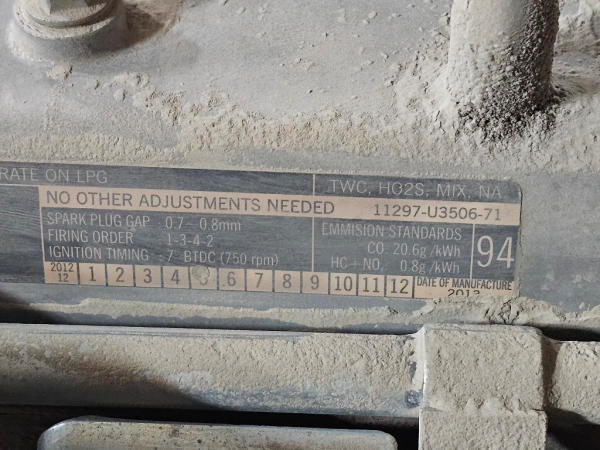 RATE ON LPG
TWC, HO2S, MIX, NA
NO OTHER ADJUSTMENTS NEEDED 11297-U3506-71
SPARK PLUG GAP : 0.7-0.8mm
FIRING ORDER : 1-3-4-2
IGNITION TIMING : 7 BTDC (750 rpm)
EMMISION STANDARDS
CO 20.6g/kWh
HC + NOx 0.8g/kWh
94
2012
12 1 2 3 4 5 6 7 8 9 10 11 12 DATE OF MANUFACTURE
2013